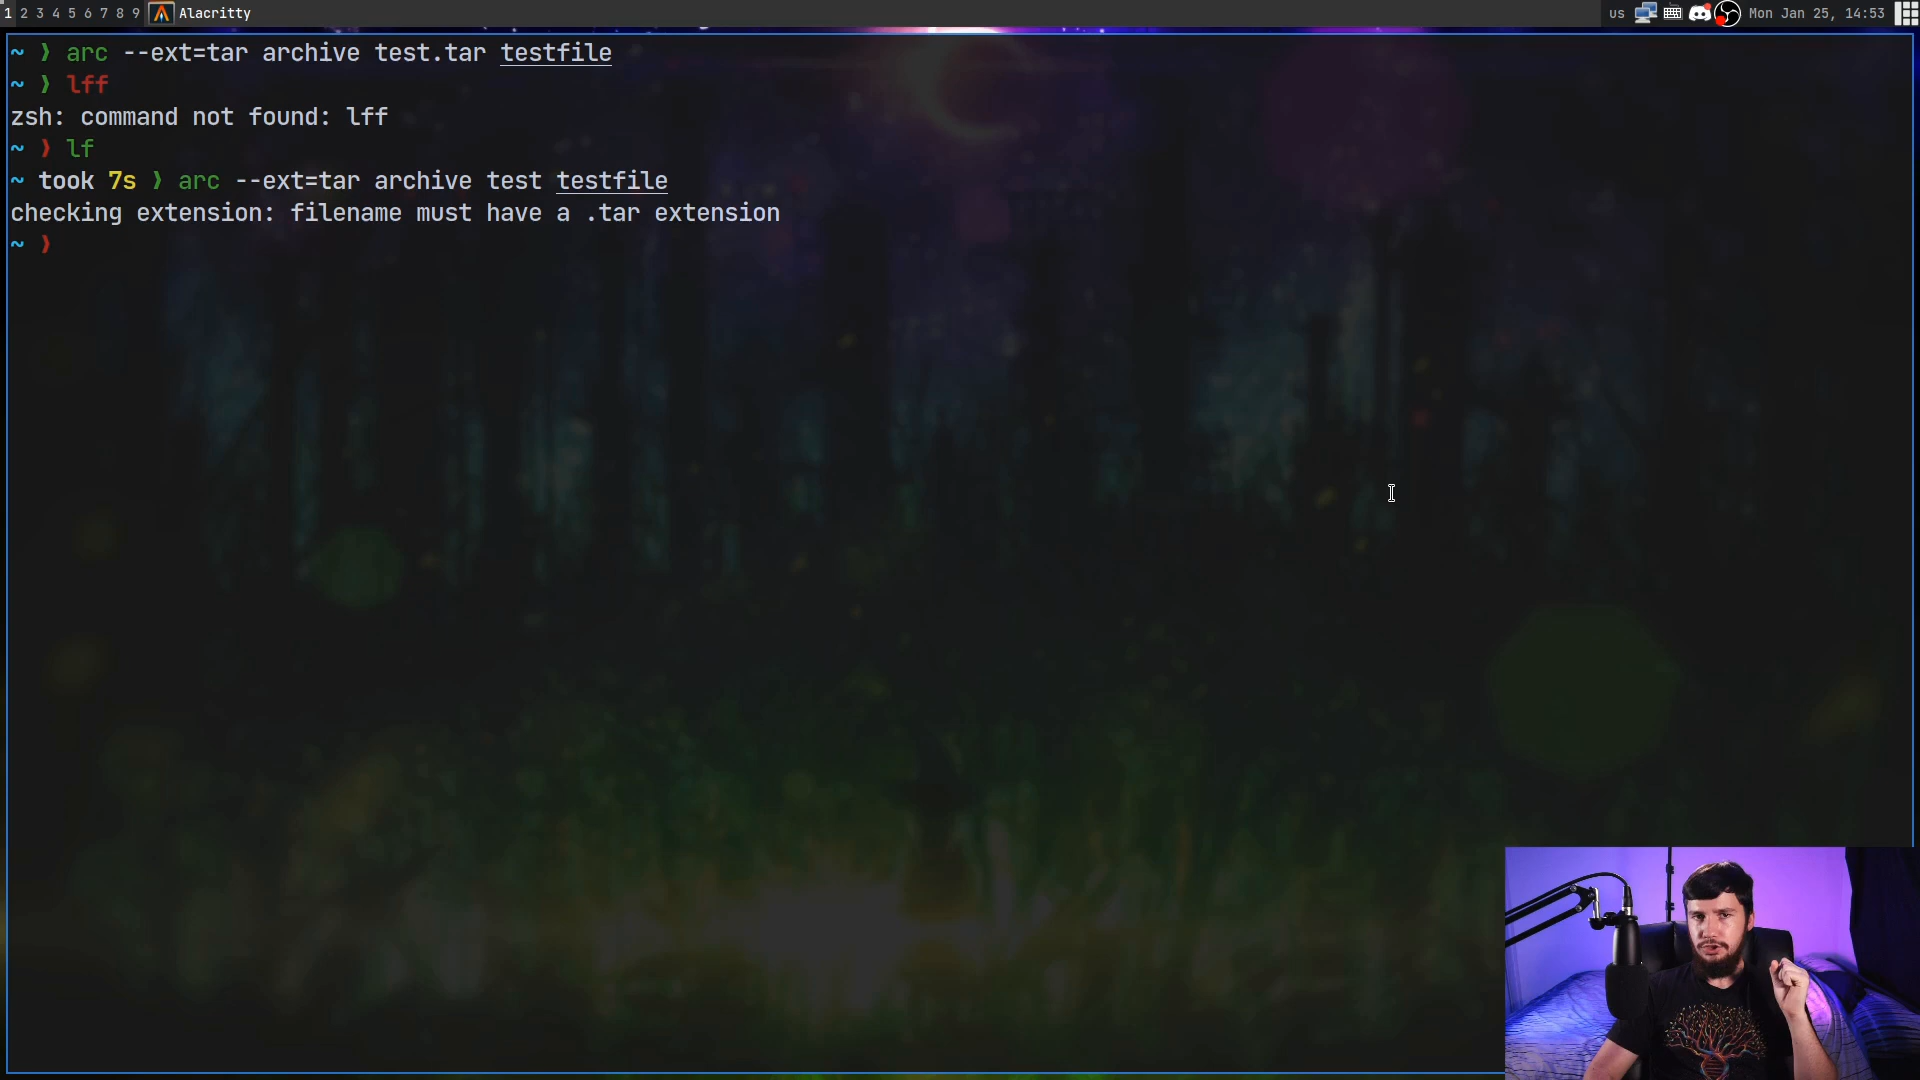 1 2 3 4 5 6 7 8 9 Alacritty us Mon Jan 25, 14:53
~ ❯ arc --ext=tar archive test.tar testfile
~ ❯ lff
zsh: command not found: lff
~ ❯ lf
~ took 7s ❯ arc --ext=tar archive test testfile
checking extension: filename must have a .tar extension
~ ❯